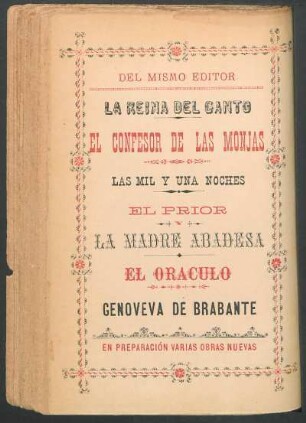 DEL MISMO EDITOR
LA REINA DEL CANTO
EL CONFESOR DE LAS MONJAS
LAS MIL Y UNA NOCHES
EL PRIOR
Y
LA MADRE ABADESA
EL ORACULO
GENOVEVA DE BRABANTE
EN PREPARACIÓN VARIAS OBRAS NUEVAS